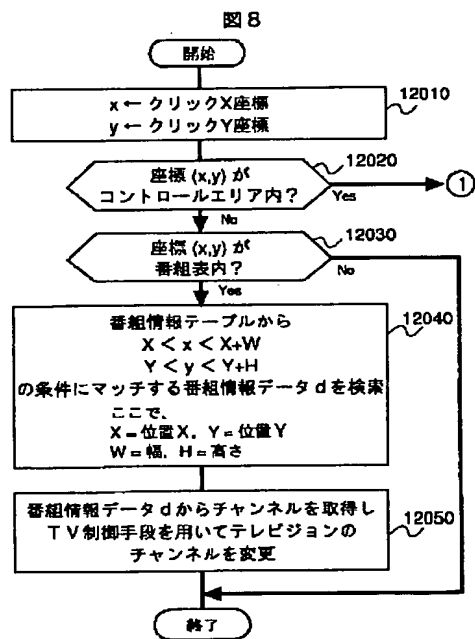 図8
開始
x ← クリックX座標
y ← クリックY座標
12010
座標 (x,y) が
コントロールエリア内?
12020
Yes
①
No
座標 (x,y) が
番組表内?
12030
No
Yes
番組情報テーブルから
X < x < X+W
Y < y < Y+H
の条件にマッチする番組情報データdを検索
ここで、
X=位置X, Y=位置Y
W=幅, H=高さ
12040
番組情報データdからチャンネルを取得し
TV制御手段を用いてテレビジョンの
チャンネルを変更
12050
終了